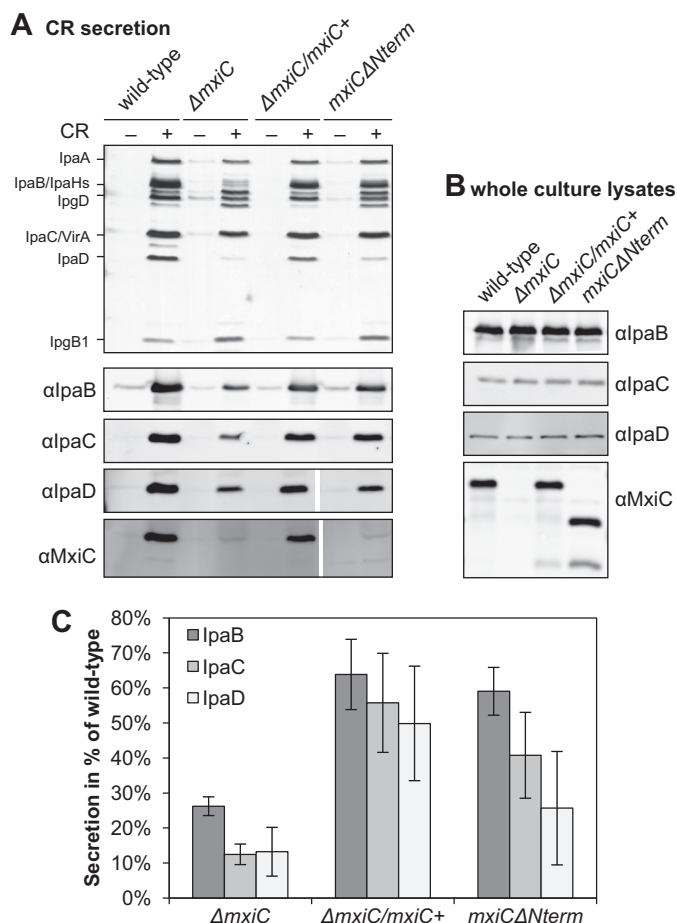 A CR secretion
wild-type
ΔmxiC
ΔmxiC/mxiC+
mxiCΔNterm
CR – + – + – + – +
IpaA
IpaB/IpaHs
IpgD
IpaC/VirA
IpaD
IpgB1
αIpaB
αIpaC
αIpaD
αMxiC
B whole culture lysates
wild-type
ΔmxiC
ΔmxiC/mxiC+
mxiCΔNterm
αIpaB
αIpaC
αIpaD
αMxiC
C
Secretion in % of wild-type
80%
70%
60%
50%
40%
30%
20%
10%
0%
IpaB
IpaC
IpaD
ΔmxiC ΔmxiC/mxiC+ mxiCΔNterm